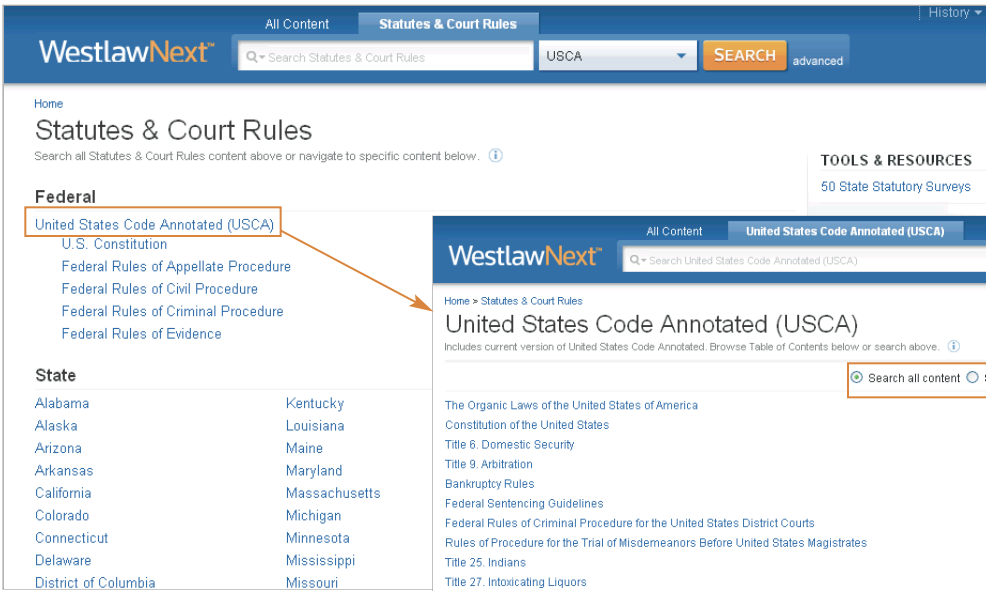 History
All Content Statutes & Court Rules
WestlawNext™ Search Statutes & Court Rules USCA SEARCH advanced
Home
Statutes & Court Rules
Search all Statutes & Court Rules content above or navigate to specific content below.
TOOLS & RESOURCES
50 State Statutory Surveys
Federal
United States Code Annotated (USCA)
U.S. Constitution
Federal Rules of Appellate Procedure
Federal Rules of Civil Procedure
Federal Rules of Criminal Procedure
Federal Rules of Evidence
State
Alabama
Alaska
Arizona
Arkansas
California
Colorado
Connecticut
Delaware
District of Columbia
Kentucky
Louisiana
Maine
Maryland
Massachusetts
Michigan
Minnesota
Mississippi
Missouri
All Content United States Code Annotated (USCA)
WestlawNext™ Search United States Code Annotated (USCA)
Home » Statutes & Court Rules
United States Code Annotated (USCA)
Includes current version of United States Code Annotated. Browse Table of Contents below or search above.
Search all content
The Organic Laws of the United States of America
Constitution of the United States
Title 6. Domestic Security
Title 9. Arbitration
Bankruptcy Rules
Federal Sentencing Guidelines
Federal Rules of Criminal Procedure for the United States District Courts
Rules of Procedure for the Trial of Misdemeanors Before United States Magistrates
Title 25. Indians
Title 27. Intoxicating Liquors